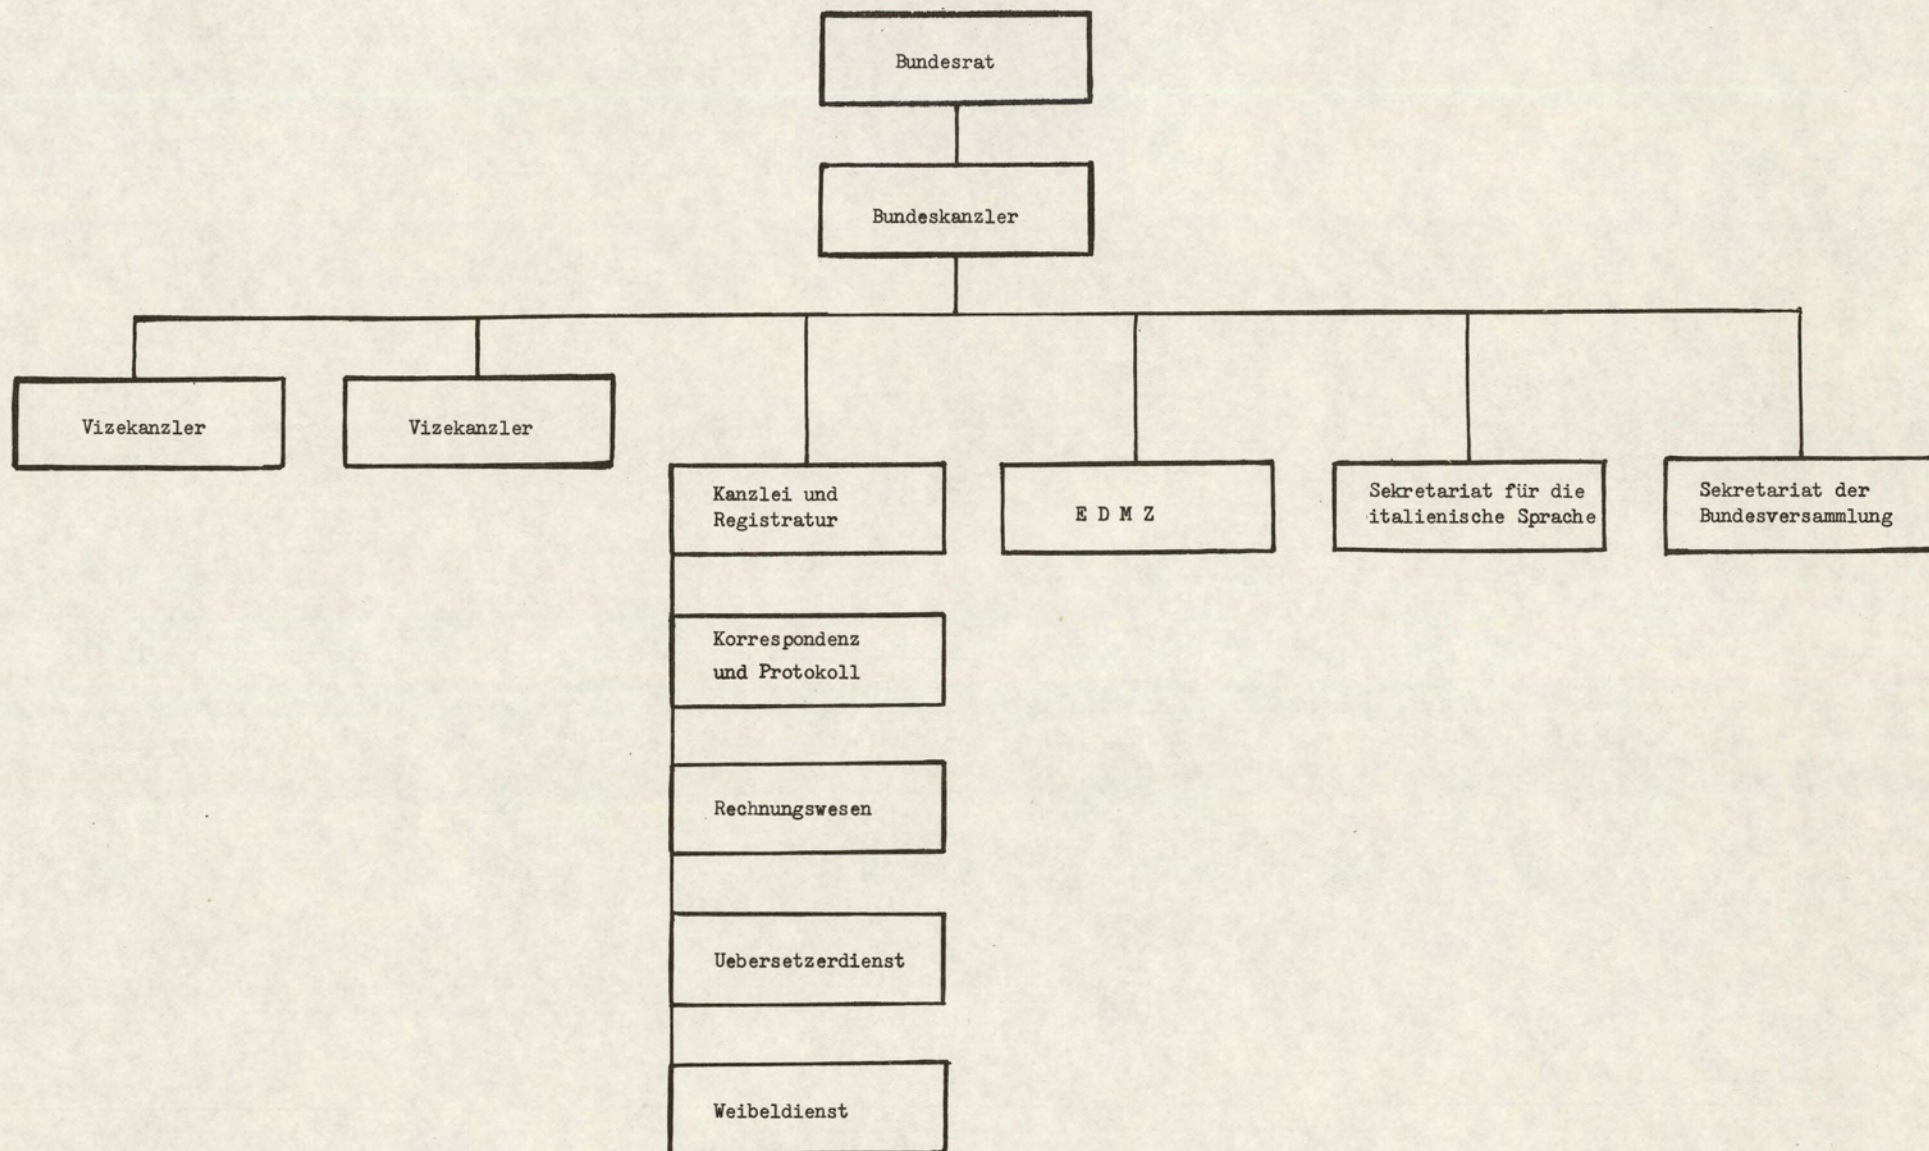 Bundesrat
Bundeskanzler
Vizekanzler
Vizekanzler
Kanzlei und
Registratur
E D M Z
Sekretariat für die
italienische Sprache
Sekretariat der
Bundesversammlung
Korrespondenz
und Protokoll
Rechnungswesen
Uebersetzerdienst
Weibeldienst